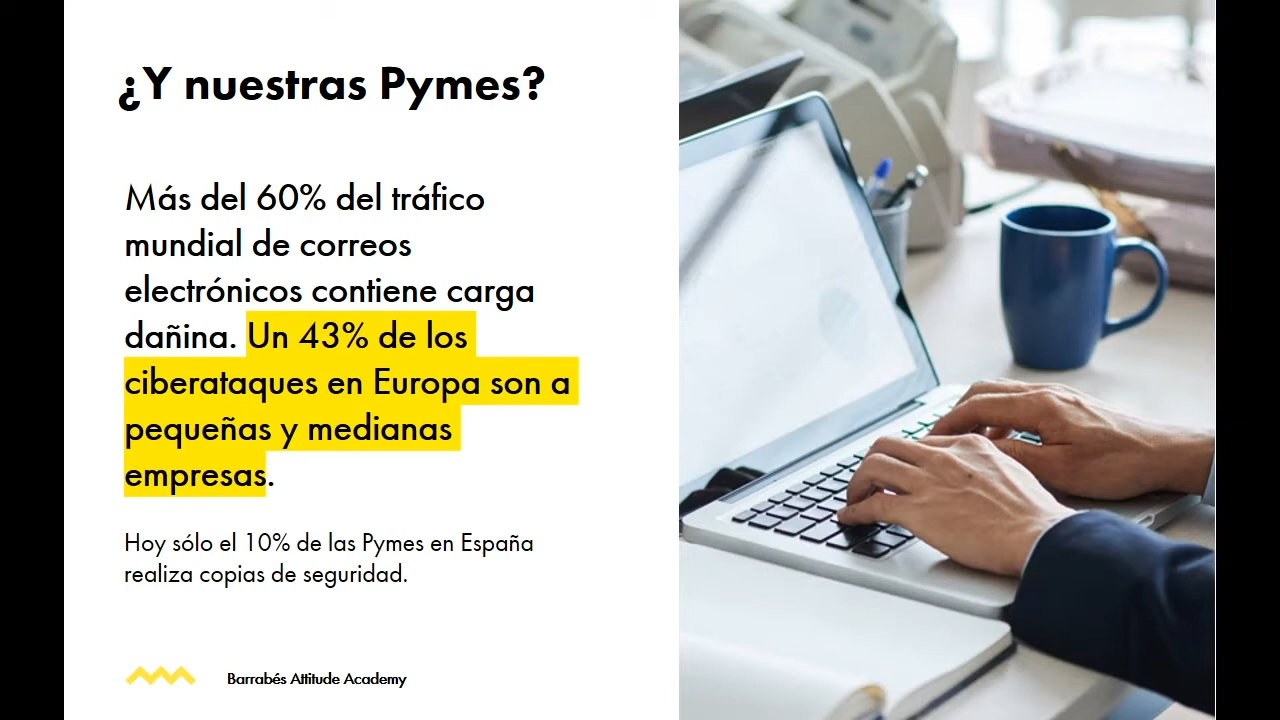 ¿Y nuestras Pymes?
Más del 60% del tráfico
mundial de correos
electrónicos contiene carga
dañina. Un 43% de los
ciberataques en Europa son a
pequeñas y medianas
empresas.
Hoy sólo el 10% de las Pymes en España
realiza copias de seguridad.
Barrabés Attitude Academy